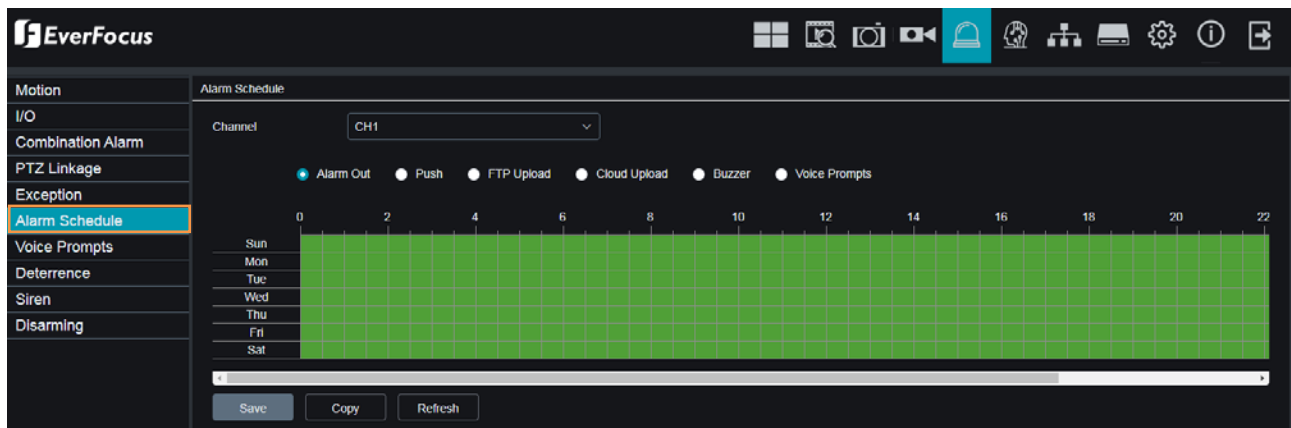 EverFocus
Motion
Alarm Schedule
I/O
Channel CH1
Combination Alarm
PTZ Linkage
Alarm Out Push FTP Upload Cloud Upload Buzzer Voice Prompts
Exception
Alarm Schedule
0 2 4 6 8 10 12 14 16 18 20 22
Voice Prompts
Sun
Mon
Deterrence
Tue
Siren
Wed
Thu
Disarming
Fri
Sat
Save Copy Refresh